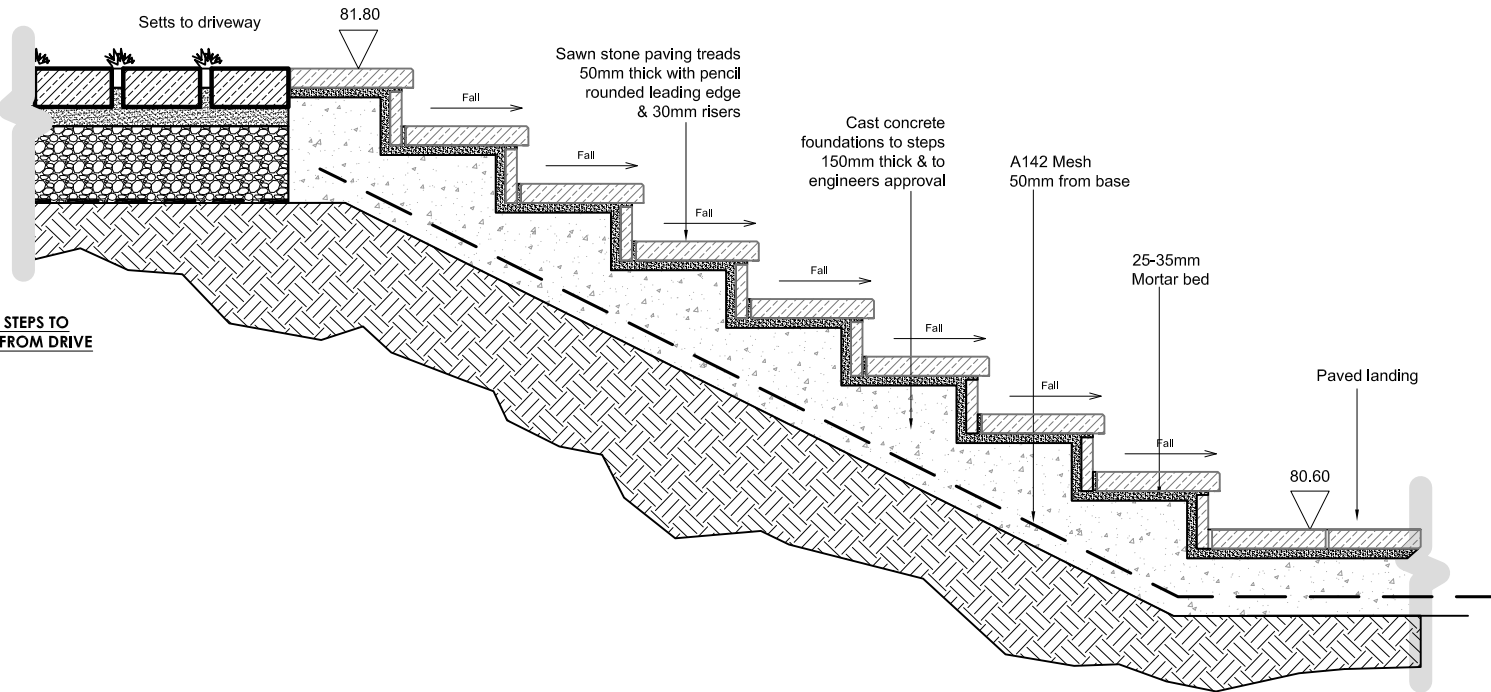 Setts to driveway
81.80
Sawn stone paving treads
50mm thick with pencil
rounded leading edge
& 30mm risers
Fall
Fall
Fall
Fall
Fall
Fall
Fall
Cast concrete
foundations to steps
150mm thick & to
engineers approval
A142 Mesh
50mm from base
25-35mm
Mortar bed
Paved landing
80.60
STEPS TO
FROM DRIVE